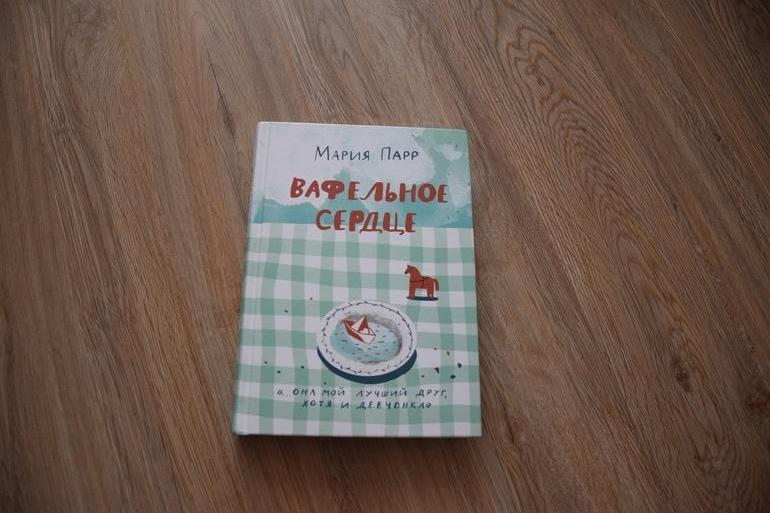 Мария Парр
ВАФЕЛЬНОЕ
СЕРДЦЕ
«...ОНА МОЙ ЛУЧШИЙ ДРУГ,
ХОТЯ И ДЕВЧОНКА»